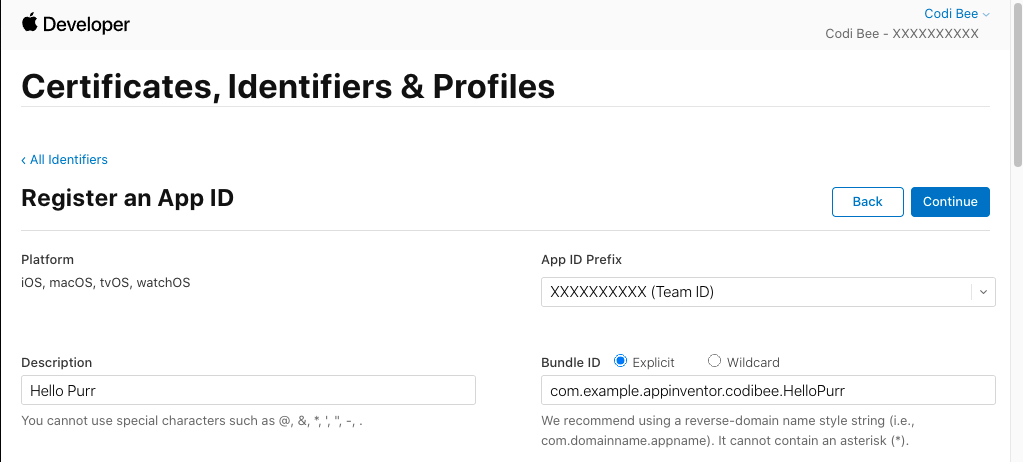 Developer
Codi Bee
Codi Bee - XXXXXXXXXX
Certificates, Identifiers & Profiles
‹ All Identifiers
Register an App ID
Back
Continue
Platform
iOS, macOS, tvOS, watchOS
App ID Prefix
XXXXXXXXXX (Team ID)
Description
Hello Purr
You cannot use special characters such as @, &, *, ', ", -, .
Bundle ID Explicit Wildcard
com.example.appinventor.codibee.HelloPurr
We recommend using a reverse-domain name style string (i.e.,
com.domainname.appname). It cannot contain an asterisk (*).